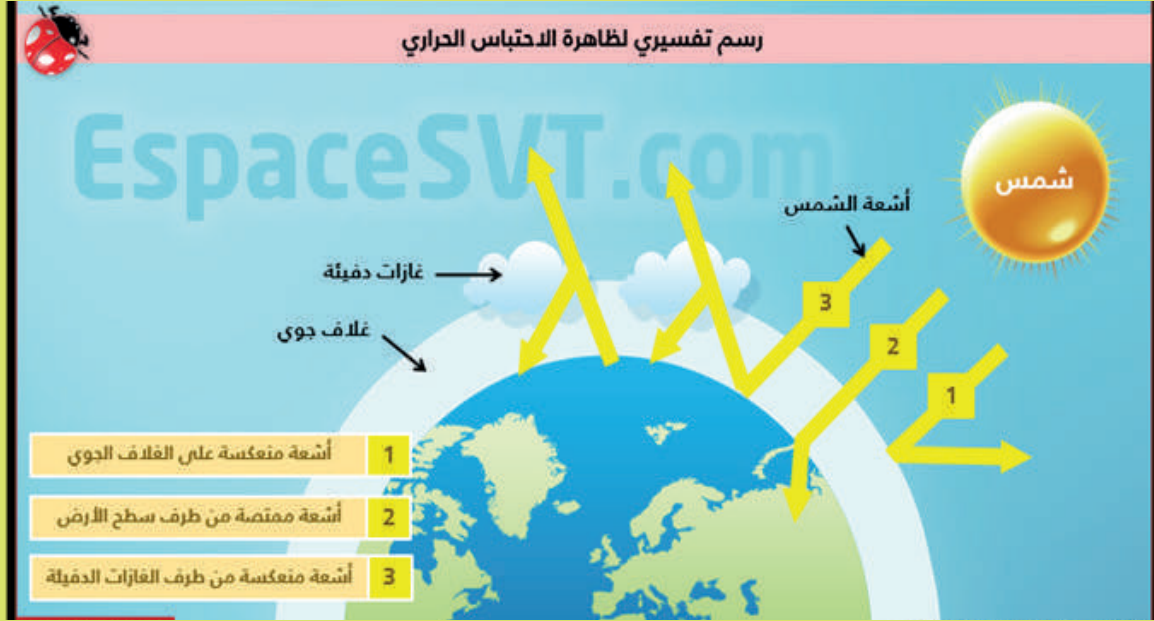 رسم تفسيري لظاهرة الاحتباس الحراري
EspaceSVT.com
شمس
أشعة الشمس
غازات دفيئة
غلاف جوي
3
2
1
1 أشعة منعكسة على الغلاف الجوي
2 أشعة ممتصة من طرف سطح الأرض
3 أشعة منعكسة من طرف الغازات الدفيئة